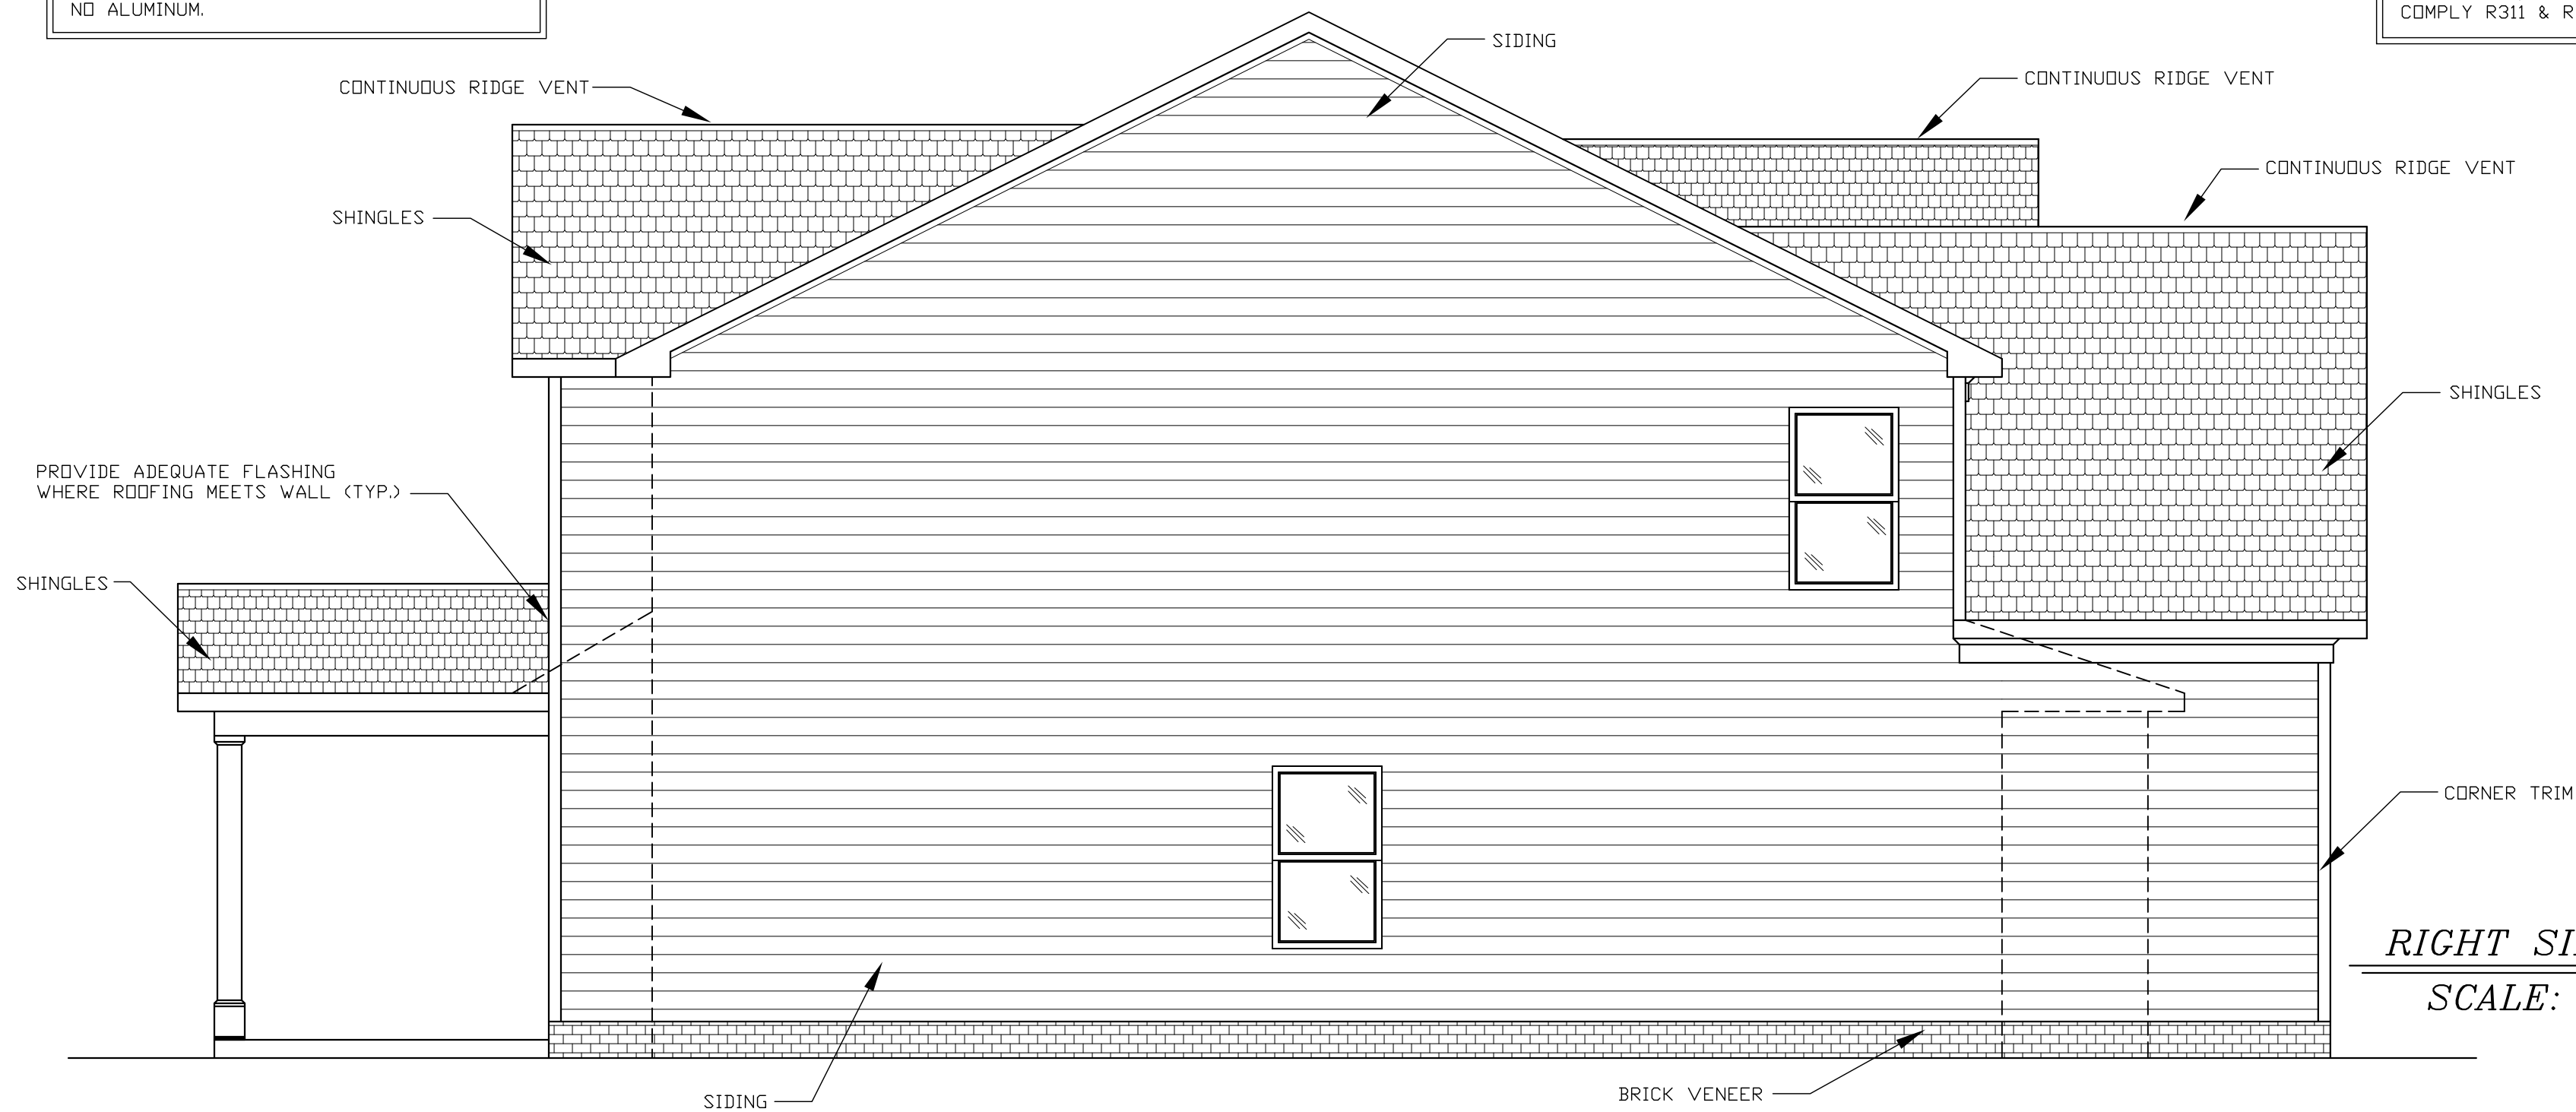 NO ALUMINUM.
COMPLY R311 & R
SIDING
CONTINUOUS RIDGE VENT
CONTINUOUS RIDGE VENT
CONTINUOUS RIDGE VENT
SHINGLES
SHINGLES
PROVIDE ADEQUATE FLASHING
WHERE ROOFING MEETS WALL (TYP.)
SHINGLES
CORNER TRIM
RIGHT SI
SCALE:
BRICK VENEER
SIDING